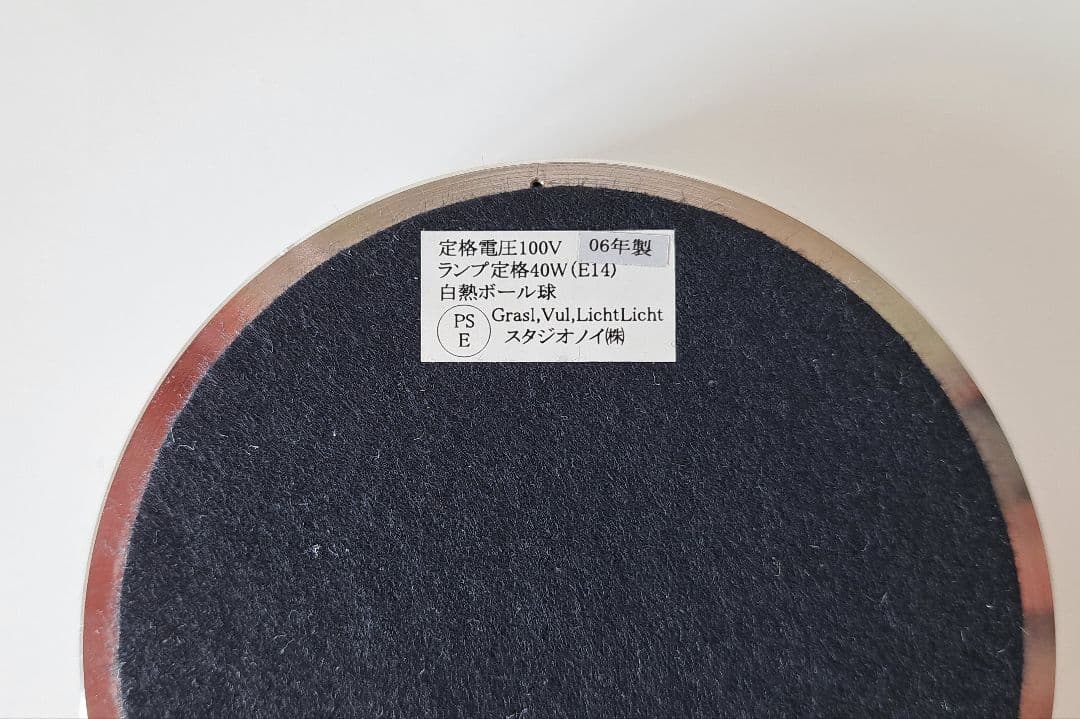 定格電圧100V 06年製
ランプ定格40W(E14)
白熱ボール球
PS
E
Grasl,Vul,LichtLicht
スタジオノイ㈱